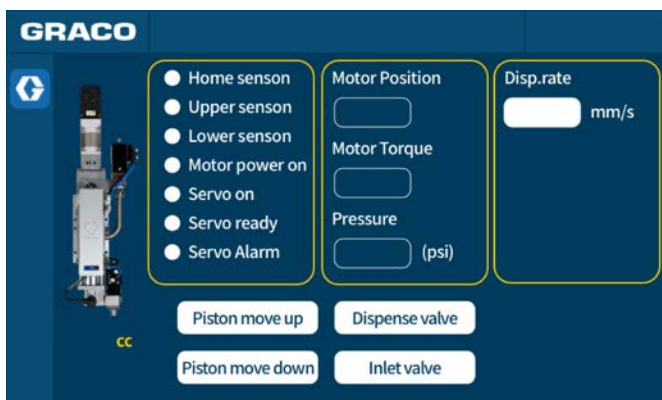 GRACO
Home senson
Upper senson
Lower senson
Motor power on
Servo on
Servo ready
Servo Alarm
Motor Position
Motor Torque
Pressure
(psi)
Disp.rate
mm/s
CC
Piston move up
Dispense valve
Piston move down
Inlet valve